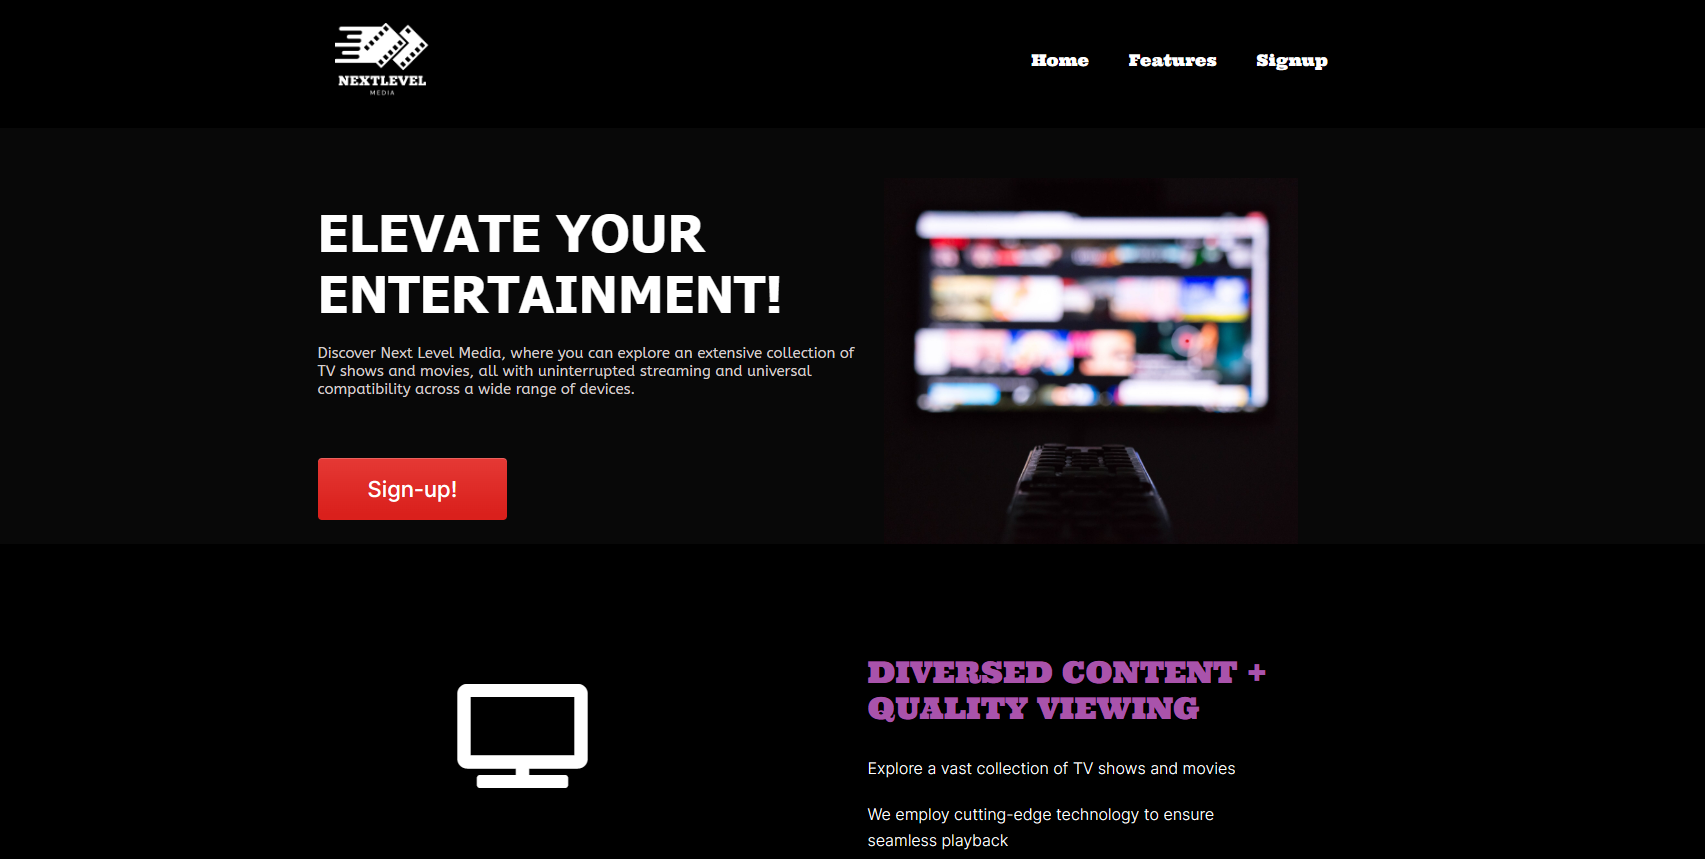 NEXTLEVEL
MEDIA
Home Features Signup
ELEVATE YOUR
ENTERTAINMENT!
Discover Next Level Media, where you can explore an extensive collection of
TV shows and movies, all with uninterrupted streaming and universal
compatibility across a wide range of devices.
Sign-up!
DIVERSED CONTENT +
QUALITY VIEWING
Explore a vast collection of TV shows and movies
We employ cutting-edge technology to ensure
seamless playback